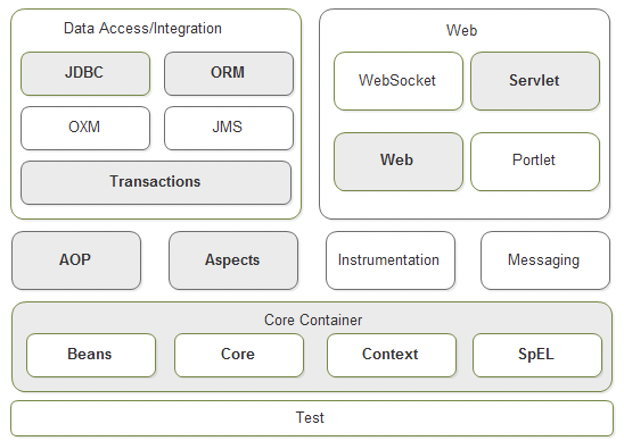 Data Access/Integration
JDBC
ORM
OXM
JMS
Transactions
Web
WebSocket
Servlet
Web
Portlet
AOP
Aspects
Instrumentation
Messaging
Core Container
Beans
Core
Context
SpEL
Test